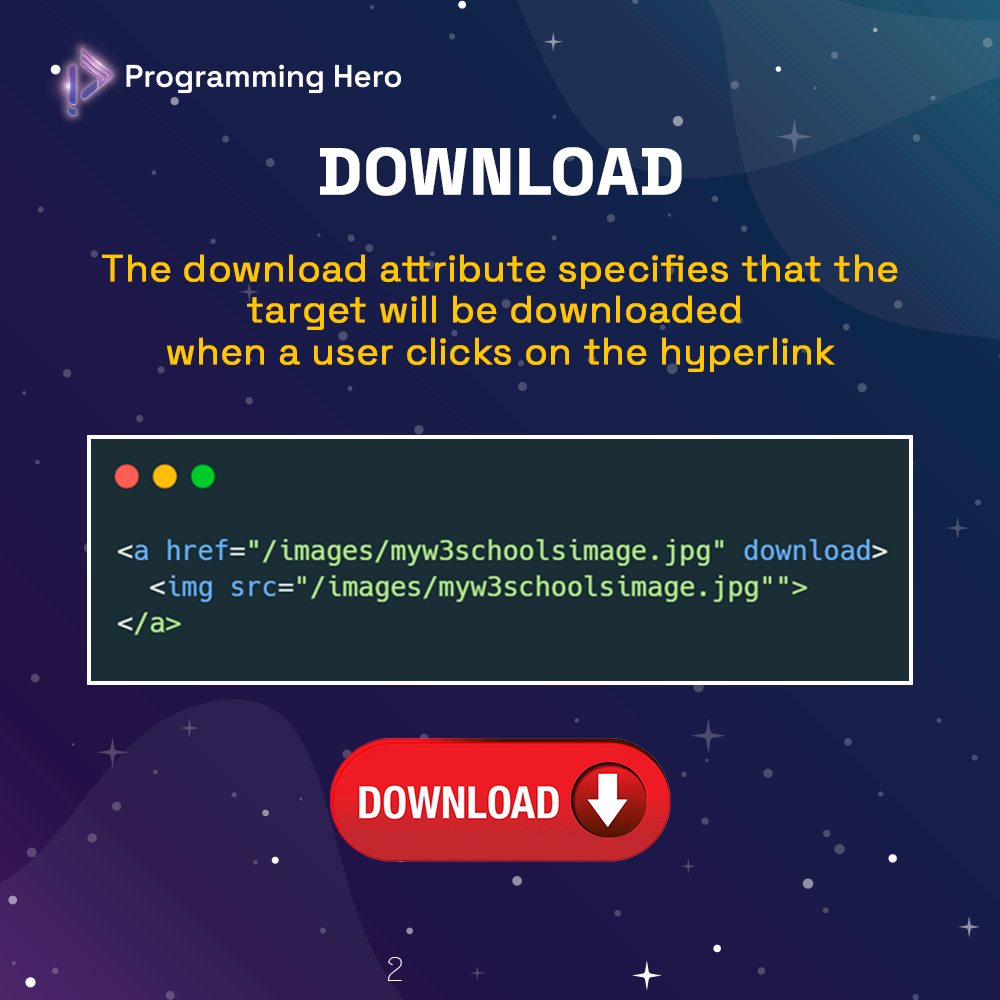 Programming Hero
DOWNLOAD
The download attribute specifies that the
target will be downloaded
when a user clicks on the hyperlink
<a href="/images/myw3schoolsimage.jpg" download>
  <img src="/images/myw3schoolsimage.jpg"">
</a>
DOWNLOAD
2